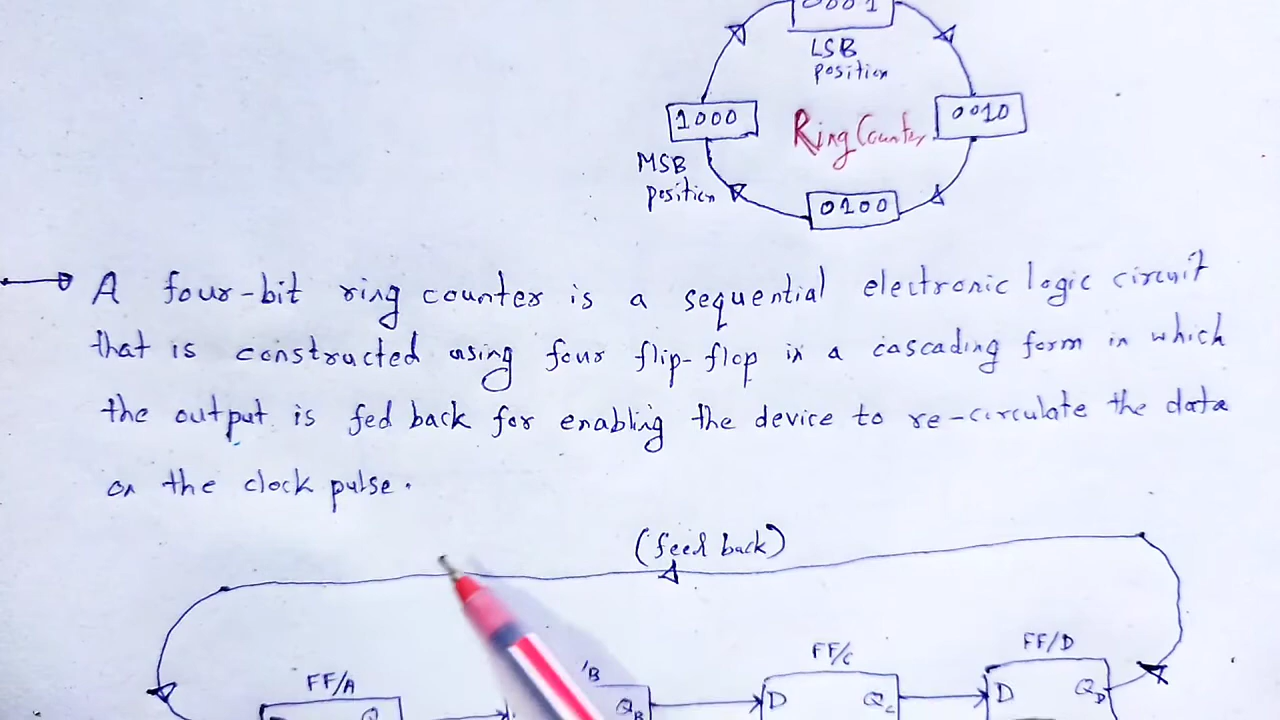 0001
LSB
position
1000
Ring Counter
0010
MSB
position
0100
A four-bit ring counter is a sequential electronic logic circuit
that is constructed using four flip-flop in a cascading form in which
the output is fed back for enabling the device to re-circulate the data
on the clock pulse.
(feed back)
FF/A
'B
FF/C
FF/D
Q
QB
D
QC
D
QD